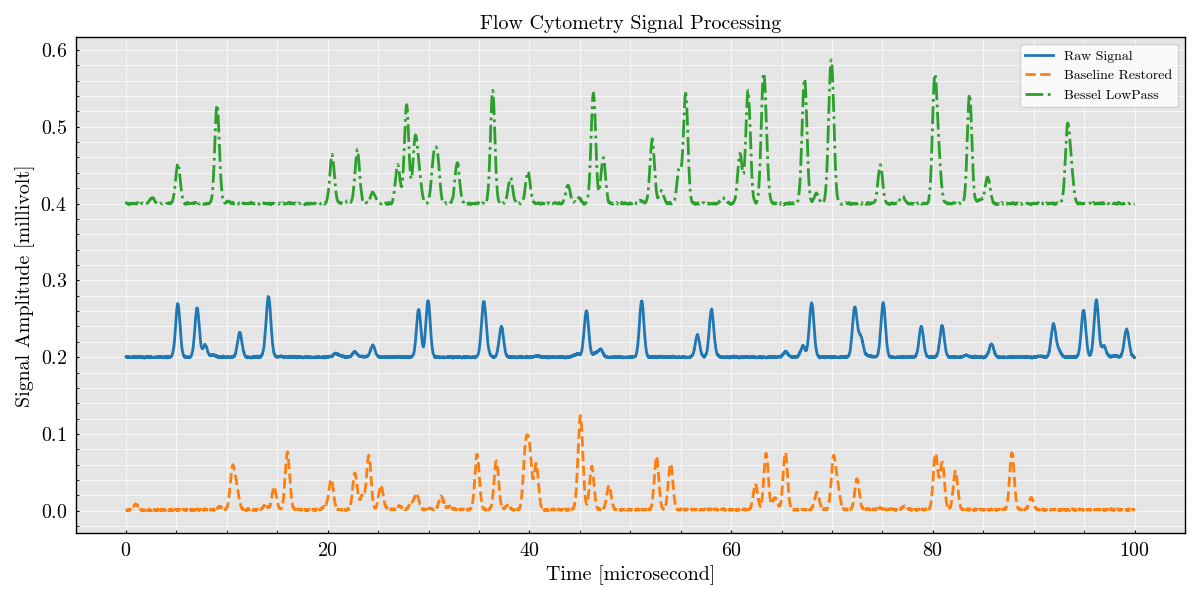 Flow Cytometry Signal Processing
Raw Signal
Baseline Restored
Bessel LowPass
Signal Amplitude [millivolt]
0.6
0.5
0.4
0.3
0.2
0.1
0.0
0 20 40 60 80 100
Time [microsecond]